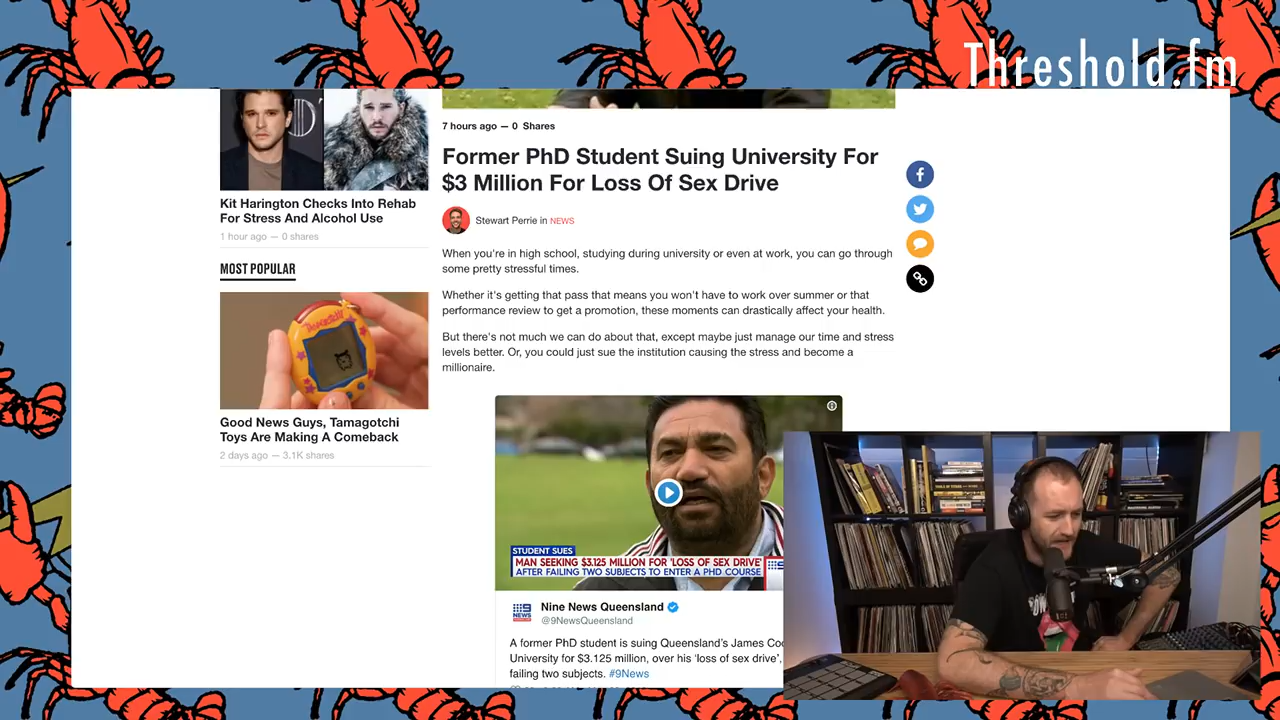 Threshold.fm
Kit Harington Checks Into Rehab
For Stress And Alcohol Use
1 hour ago — 0 shares
MOST POPULAR
Good News Guys, Tamagotchi
Toys Are Making A Comeback
2 days ago — 3.1K shares
7 hours ago — 0 Shares
Former PhD Student Suing University For
$3 Million For Loss Of Sex Drive
Stewart Perrie in NEWS
When you're in high school, studying during university or even at work, you can go through
some pretty stressful times.
Whether it's getting that pass that means you won't have to work over summer or that
performance review to get a promotion, these moments can drastically affect your health.
But there's not much we can do about that, except maybe just manage our time and stress
levels better. Or, you could just sue the institution causing the stress and become a
millionaire.
STUDENT SUES
MAN SEEKING $3.125 MILLION FOR 'LOSS OF SEX DRIVE'
AFTER FAILING TWO SUBJECTS TO ENTER A PHD COURSE
9
NEWS
Nine News Queensland
@9NewsQueensland
A former PhD student is suing Queensland's James Coo
University for $3.125 million, over his 'loss of sex drive',
failing two subjects. #9News